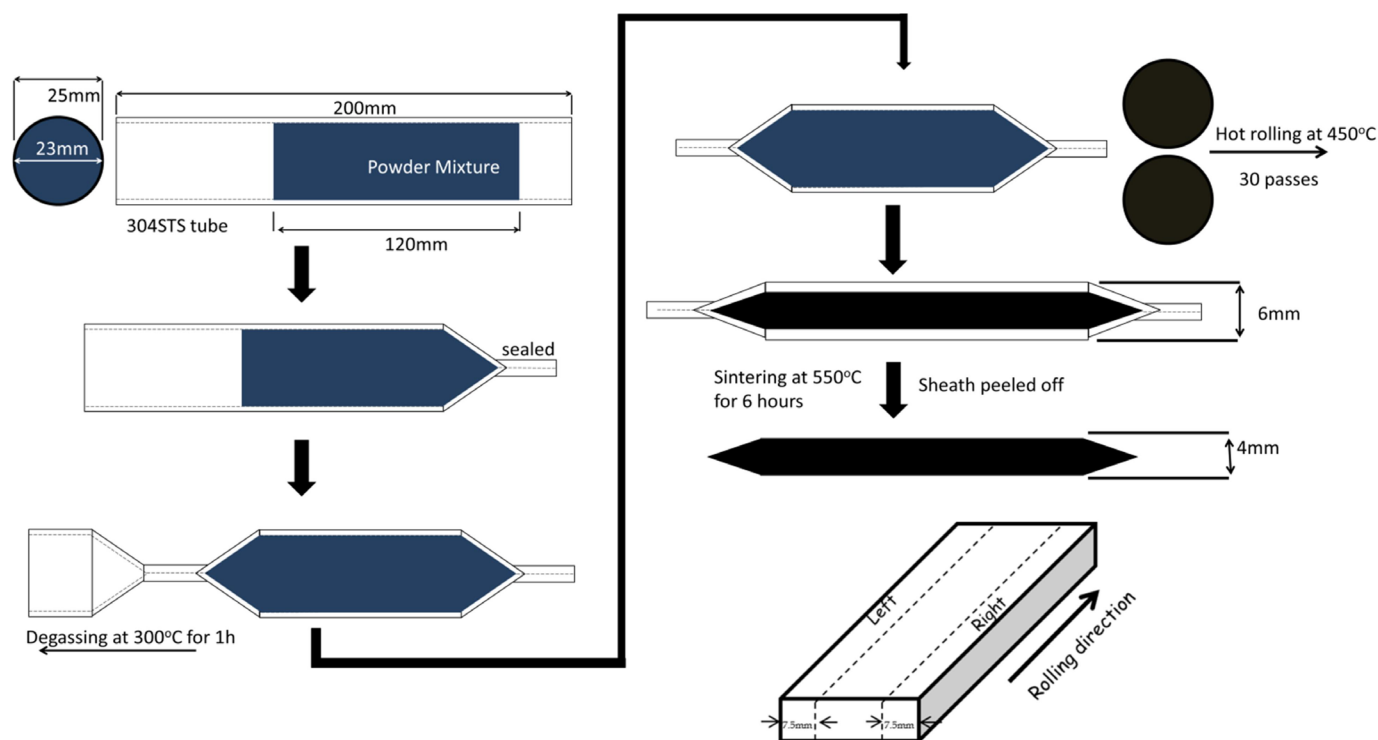 25mm
200mm
23mm
Powder Mixture
304STS tube
120mm
sealed
Degassing at 300°C for 1h
Hot rolling at 450°C
30 passes
6mm
Sintering at 550°C
for 6 hours
Sheath peeled off
4mm
Left
Right
Rolling direction
7.5mm
7.5mm